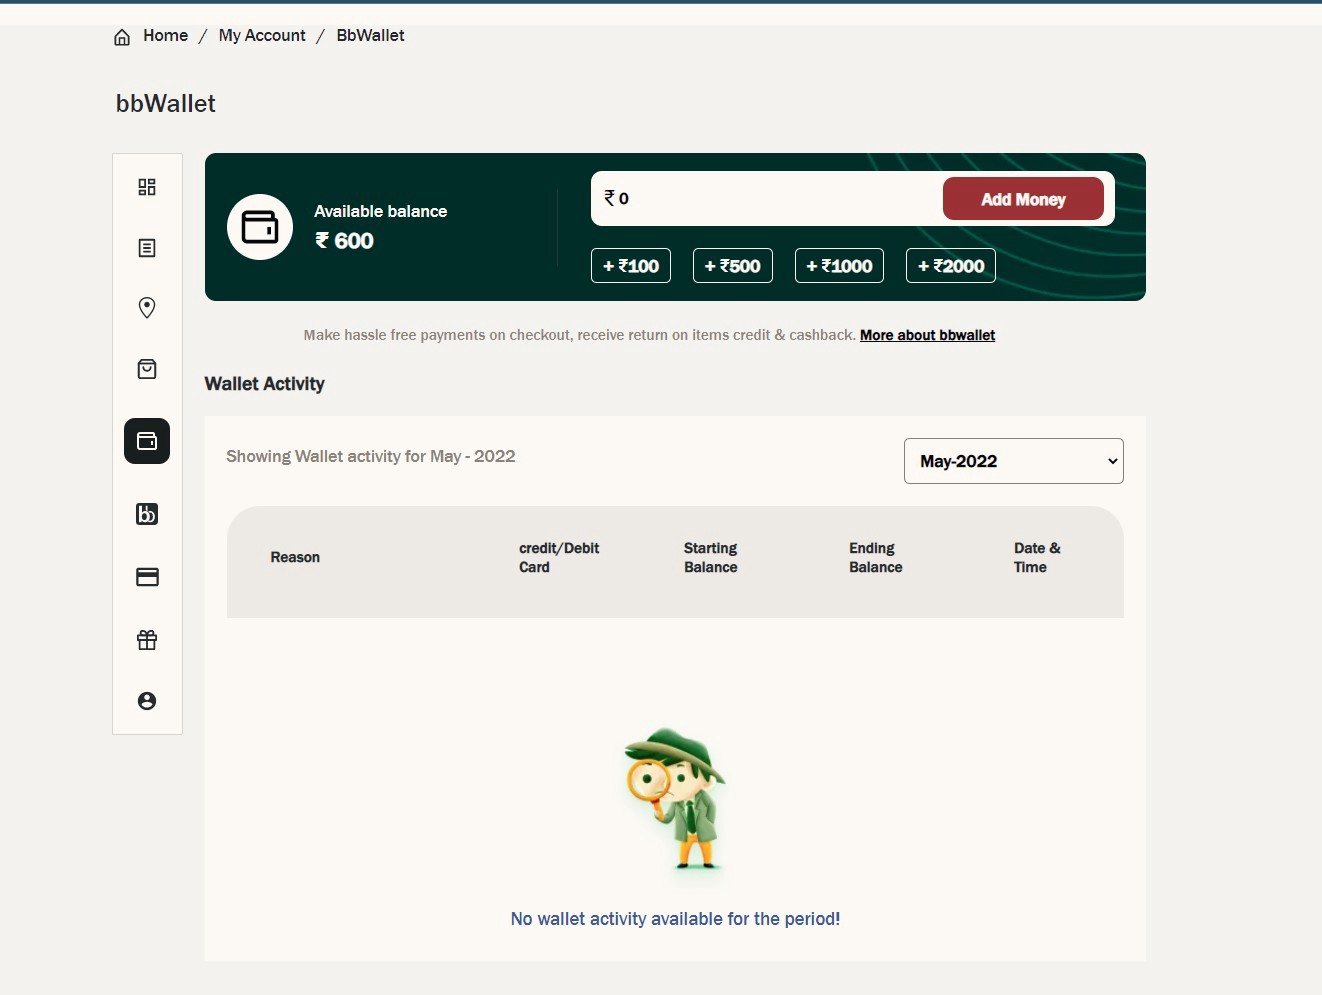 Home / My Account / BbWallet
bbWallet
Available balance
₹ 600
₹ 0
Add Money
+ ₹100
+ ₹500
+ ₹1000
+ ₹2000
Make hassle free payments on checkout, receive return on items credit & cashback. More about bbwallet
Wallet Activity
Showing Wallet activity for May - 2022
May-2022
bb
Reason
credit/Debit
Card
Starting
Balance
Ending
Balance
Date &
Time
No wallet activity available for the period!